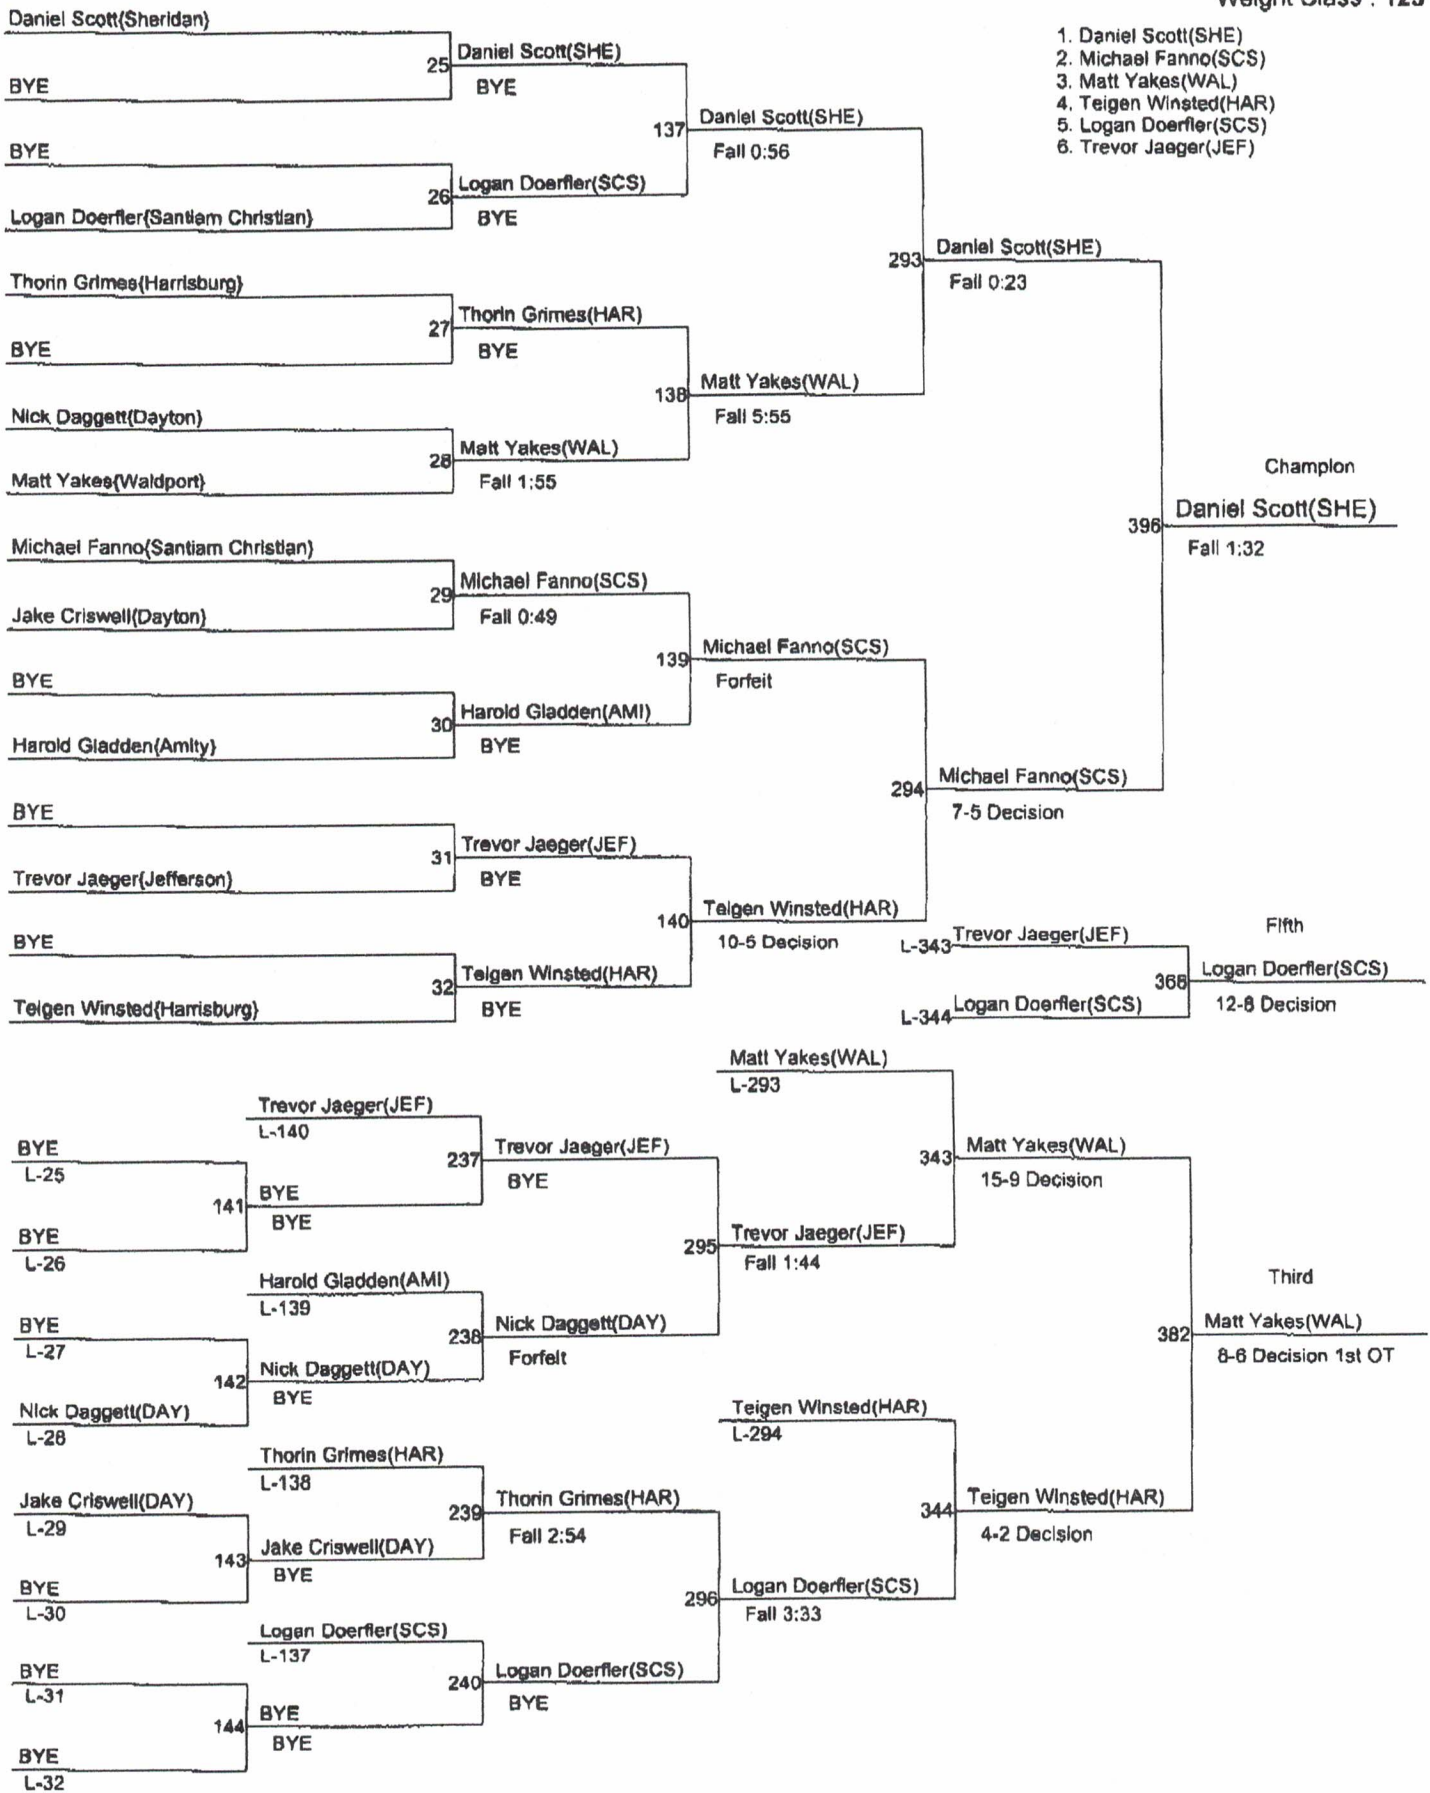 Weight Class : 125
1. Daniel Scott(SHE)
2. Michael Fanno(SCS)
3. Matt Yakes(WAL)
4. Teigen Winsted(HAR)
5. Logan Doerfler(SCS)
6. Trevor Jaeger(JEF)
Daniel Scott{Sheridan}
25
Daniel Scott(SHE)
BYE
BYE
137
Daniel Scott(SHE)
Fall 0:56
BYE
26
Logan Doerfler(SCS)
BYE
Logan Doerfler{Santiam Christian}
293
Daniel Scott(SHE)
Fall 0:23
Thorin Grimes{Harrisburg}
27
Thorin Grimes(HAR)
BYE
BYE
138
Matt Yakes(WAL)
Fall 5:55
Nick Daggett{Dayton}
28
Matt Yakes(WAL)
Fall 1:55
Matt Yakes{Waldport}
Champion
396
Daniel Scott(SHE)
Fall 1:32
Michael Fanno{Santiam Christian}
29
Michael Fanno(SCS)
Fall 0:49
Jake Criswell{Dayton}
139
Michael Fanno(SCS)
Forfeit
BYE
30
Harold Gladden(AMI)
BYE
Harold Gladden{Amity}
294
Michael Fanno(SCS)
7-5 Decision
BYE
31
Trevor Jaeger(JEF)
BYE
Trevor Jaeger{Jefferson}
140
Teigen Winsted(HAR)
10-5 Decision
BYE
32
Teigen Winsted(HAR)
BYE
Teigen Winsted{Harrisburg}
Fifth
L-343
Trevor Jaeger(JEF)
368
Logan Doerfler(SCS)
12-8 Decision
L-344
Logan Doerfler(SCS)
Matt Yakes(WAL)
L-293
Trevor Jaeger(JEF)
L-140
BYE
L-25
237
Trevor Jaeger(JEF)
BYE
343
Matt Yakes(WAL)
15-9 Decision
141
BYE
BYE
BYE
L-26
295
Trevor Jaeger(JEF)
Fall 1:44
Harold Gladden(AMI)
L-139
BYE
L-27
238
Nick Daggett(DAY)
Forfeit
142
Nick Daggett(DAY)
BYE
Nick Daggett(DAY)
L-28
Third
382
Matt Yakes(WAL)
8-6 Decision 1st OT
Teigen Winsted(HAR)
L-294
Thorin Grimes(HAR)
L-138
Jake Criswell(DAY)
L-29
239
Thorin Grimes(HAR)
Fall 2:54
344
Teigen Winsted(HAR)
4-2 Decision
143
Jake Criswell(DAY)
BYE
BYE
L-30
296
Logan Doerfler(SCS)
Fall 3:33
Logan Doerfler(SCS)
L-137
BYE
L-31
240
Logan Doerfler(SCS)
BYE
144
BYE
BYE
BYE
L-32